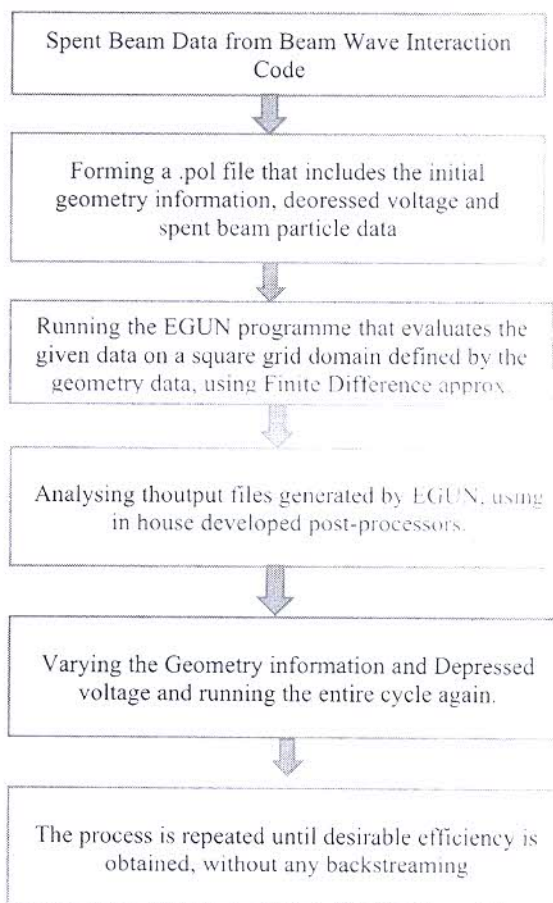 Spent Beam Data from Beam Wave Interaction
Code
Forming a .pol file that includes the initial
geometry information, deoressed voltage and
spent beam particle data
Running the EGUN programme that evaluates the
given data on a square grid domain defined by the
geometry data, using Finite Difference approx.
Analysing thoutput files generated by EGUN, using
in house developed post-processors.
Varying the Geometry information and Depressed
voltage and running the entire cycle again.
The process is repeated until desirable efficiency is
obtained, without any backstreaming